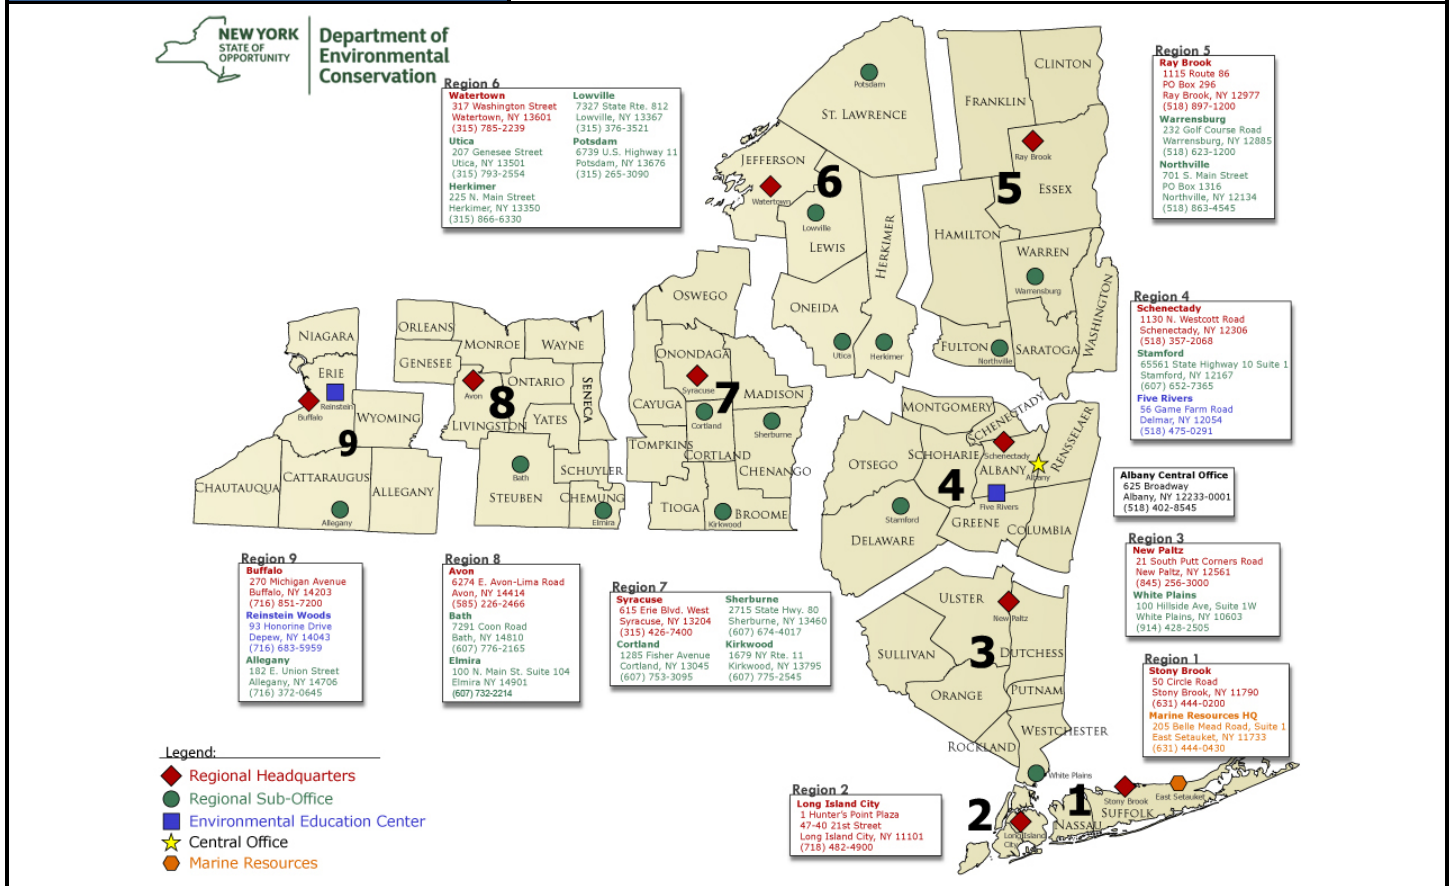 NEW YORK
STATE OF
OPPORTUNITY
Department of
Environmental
Conservation
Region 6
Watertown
317 Washington Street
Watertown, NY 13601
(315) 785-2239
Utica
207 Genesee Street
Utica, NY 13501
(315) 793-2554
Herkimer
225 N. Main Street
Herkimer, NY 13350
(315) 866-6330
Lowville
7327 State Rte. 812
Lowville, NY 13367
(315) 376-3521
Potsdam
6739 U.S. Highway 11
Potsdam, NY 13676
(315) 265-3090
Region 5
Ray Brook
1115 Route 86
PO Box 296
Ray Brook, NY 12977
(518) 897-1200
Warrensburg
232 Golf Course Road
Warrensburg, NY 12885
(518) 623-1200
Northville
701 S. Main Street
PO Box 1316
Northville, NY 12134
(518) 863-4545
Region 4
Schenectady
1130 N. Westcott Road
Schenectady, NY 12306
(518) 357-2068
Stamford
65561 State Highway 10 Suite 1
Stamford, NY 12167
(607) 652-7365
Five Rivers
56 Game Farm Road
Delmar, NY 12054
(518) 475-0291
Albany Central Office
625 Broadway
Albany, NY 12233-0001
(518) 402-8545
Region 3
New Paltz
21 South Putt Corners Road
New Paltz, NY 12561
(845) 256-3000
White Plains
100 Hillside Ave, Suite 1W
White Plains, NY 10603
(914) 428-2505
Region 1
Stony Brook
50 Circle Road
Stony Brook, NY 11790
(631) 444-0200
Marine Resources HQ
205 Belle Mead Road, Suite 1
East Setauket, NY 11733
(631) 444-0430
Region 2
Long Island City
1 Hunter's Point Plaza
47-40 21st Street
Long Island City, NY 11101
(718) 482-4900
Region 9
Buffalo
270 Michigan Avenue
Buffalo, NY 14203
(716) 851-7200
Reinstein Woods
93 Honorine Drive
Depew, NY 14043
(716) 683-5959
Allegany
182 E. Union Street
Allegany, NY 14706
(716) 372-0645
Region 8
Avon
6274 E. Avon-Lima Road
Avon, NY 14414
(585) 226-2466
Bath
7291 Coon Road
Bath, NY 14810
(607) 776-2165
Elmira
100 N. Main St. Suite 104
Elmira NY 14901
(607) 732-2214
Region 7
Syracuse
615 Erie Blvd. West
Syracuse, NY 13204
(315) 426-7400
Cortland
1285 Fisher Avenue
Cortland, NY 13045
(607) 753-3095
Sherburne
2715 State Hwy. 80
Sherburne, NY 13460
(607) 674-4017
Kirkwood
1679 NY Rte. 11
Kirkwood, NY 13795
(607) 775-2545
CLINTON
FRANKLIN
Ray Brook
5
ESSEX
HAMILTON
WARREN
Warrensburg
WASHINGTON
FULTON
Northville
SARATOGA
Potsdam
ST. LAWRENCE
JEFFERSON
6
Watertown
Lowville
LEWIS
HERKIMER
ONEIDA
Utica
Herkimer
OSWEGO
ONONDAGA
Syracuse
7
MADISON
CAYUGA
Cortland
Sherburne
TOMPKINS
CORTLAND
CHENANGO
TIOGA
Kirkwood
BROOME
ORLEANS
MONROE
WAYNE
GENESEE
Avon
ONTARIO
SENECA
8
YATES
LIVINGSTON
Bath
SCHUYLER
STEUBEN
CHEMUNG
Elmira
NIAGARA
ERIE
Reinstein
Buffalo
WYOMING
9
CATTARAUGUS
CHAUTAUQUA
ALLEGANY
Allegany
MONTGOMERY
SCHENECTADY
RENSSELAER
Schenectady
OTSEGO
SCHOHARIE
ALBANY
Albany
4
Five Rivers
Stamford
GREENE
COLUMBIA
DELAWARE
ULSTER
New Paltz
SULLIVAN
3
DUTCHESS
ORANGE
PUTNAM
WESTCHESTER
ROCKLAND
White Plains
2
Long Island
City
1
Stony Brook
East Setauket
SUFFOLK
NASSAU
Legend:
Regional Headquarters
Regional Sub-Office
Environmental Education Center
Central Office
Marine Resources